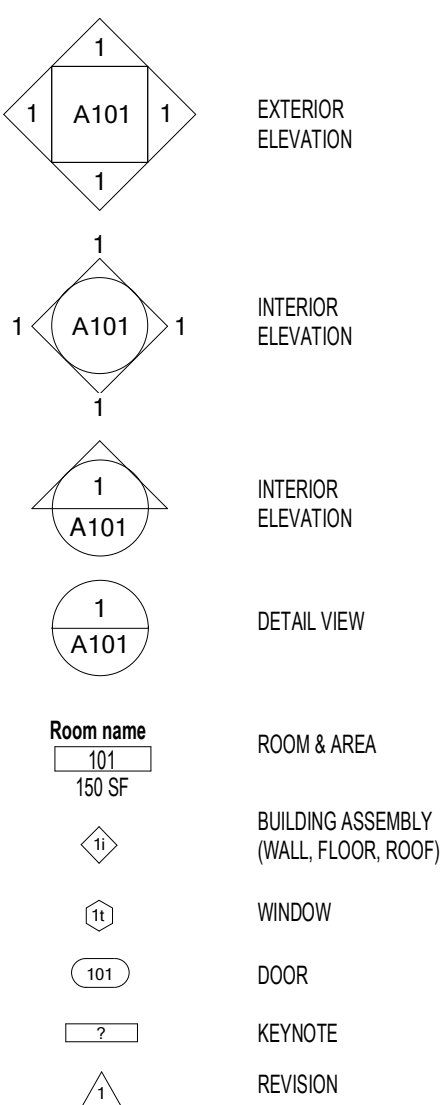 1
1 A101 1
1
EXTERIOR
ELEVATION
1
1 A101 1
1
INTERIOR
ELEVATION
1
A101
INTERIOR
ELEVATION
1
A101
DETAIL VIEW
Room name
101
150 SF
ROOM & AREA
1i
BUILDING ASSEMBLY
(WALL, FLOOR, ROOF)
1t
WINDOW
101
DOOR
?
KEYNOTE
1
REVISION